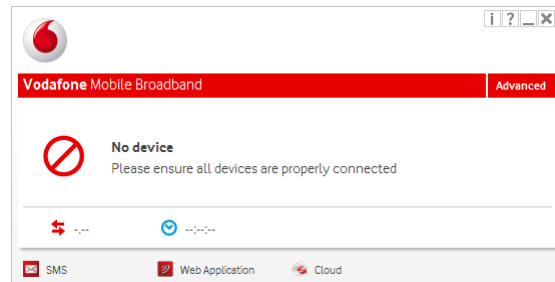 i ? _ X
Vodafone Mobile Broadband Advanced
No device
Please ensure all devices are properly connected
-.-- --:--:--
SMS Web Application Cloud